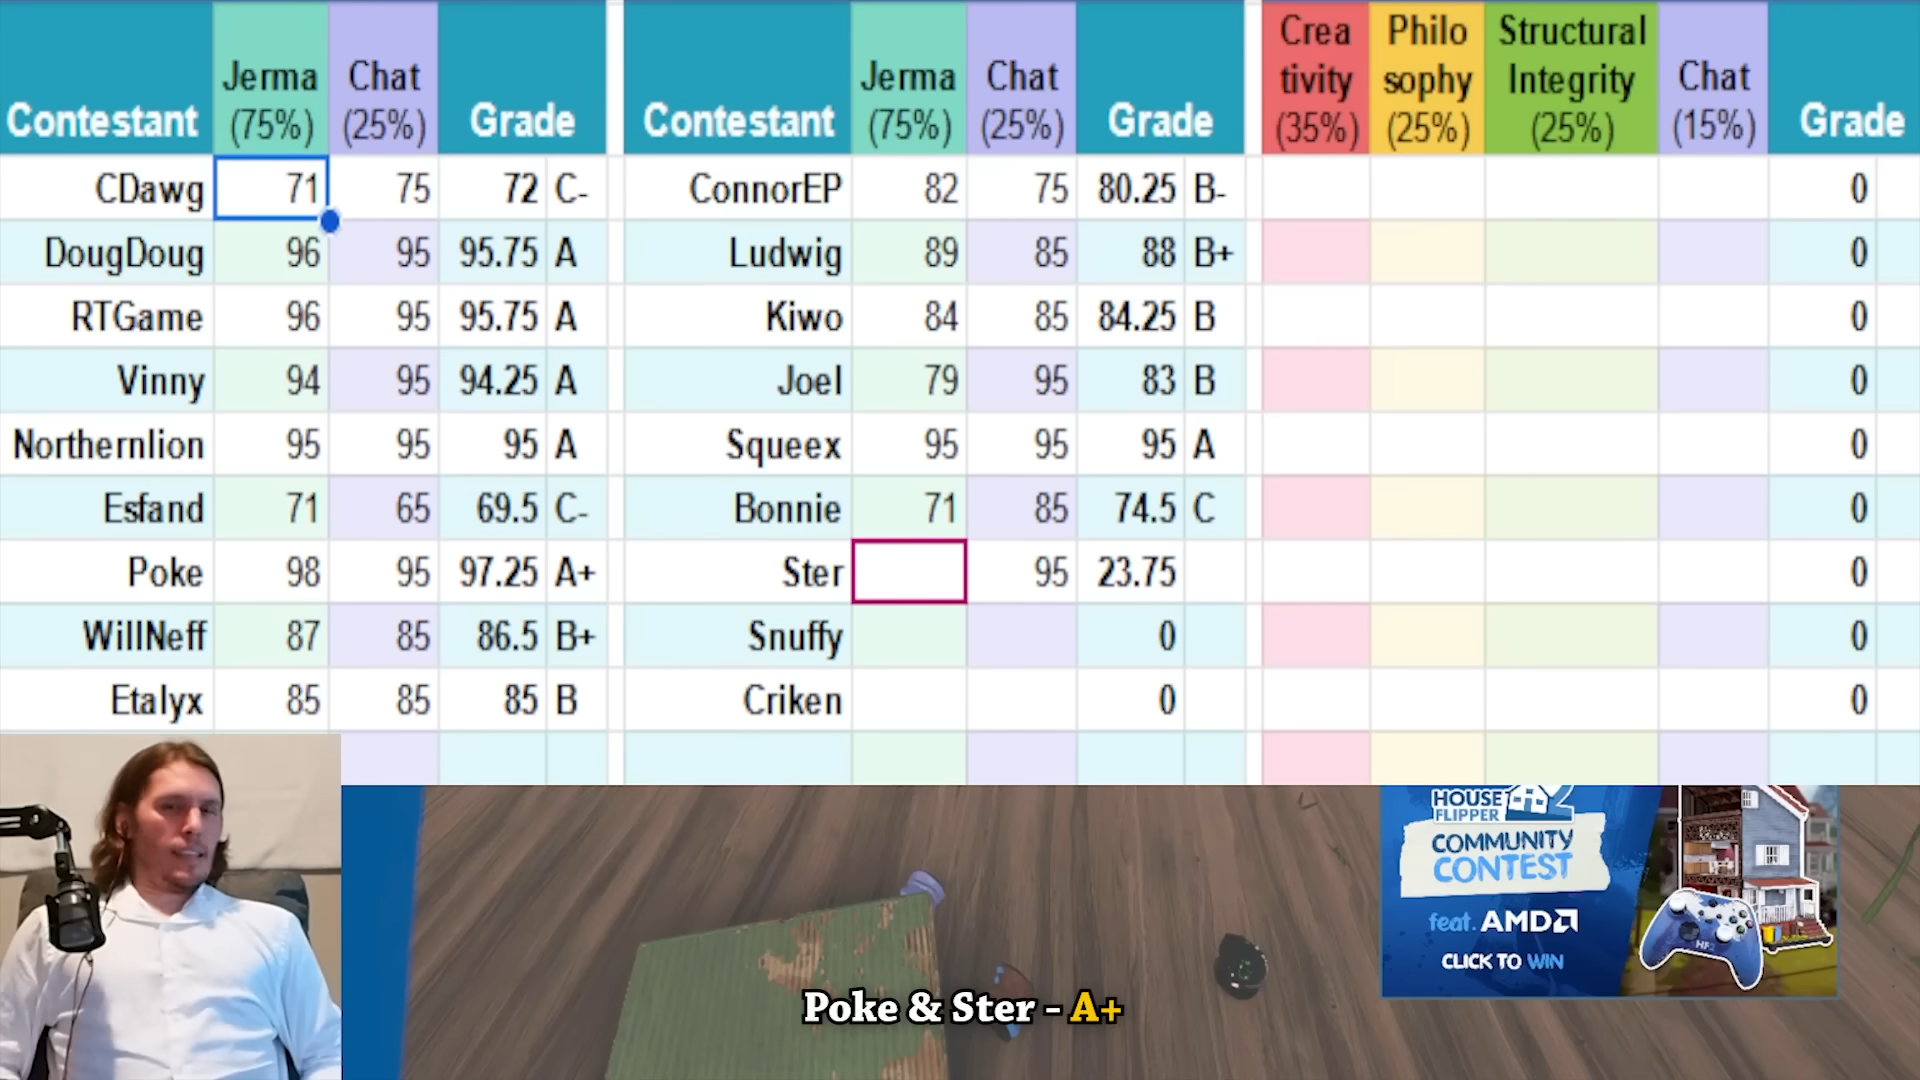 Contestant Jerma (75%) Chat (25%) Grade Contestant Jerma (75%) Chat (25%) Grade Creativity (35%) Philosophy (25%) Structural Integrity (25%) Chat (15%) Grade
CDawg 71 75 72 C- ConnorEP 82 75 80.25 B- 0
DougDoug 96 95 95.75 A Ludwig 89 85 88 B+ 0
RTGame 96 95 95.75 A Kiwo 84 85 84.25 B 0
Vinny 94 95 94.25 A Joel 79 95 83 B 0
Northernlion 95 95 95 A Squeex 95 95 95 A 0
Esfand 71 65 69.5 C- Bonnie 71 85 74.5 C 0
Poke 98 95 97.25 A+ Ster 95 23.75 0
WillNeff 87 85 86.5 B+ Snuffy 0 0
Etalyx 85 85 85 B Criken 0 0
HOUSE FLIPPER 2
COMMUNITY
CONTEST
feat. AMD
CLICK TO WIN
HF2
Poke & Ster - A+